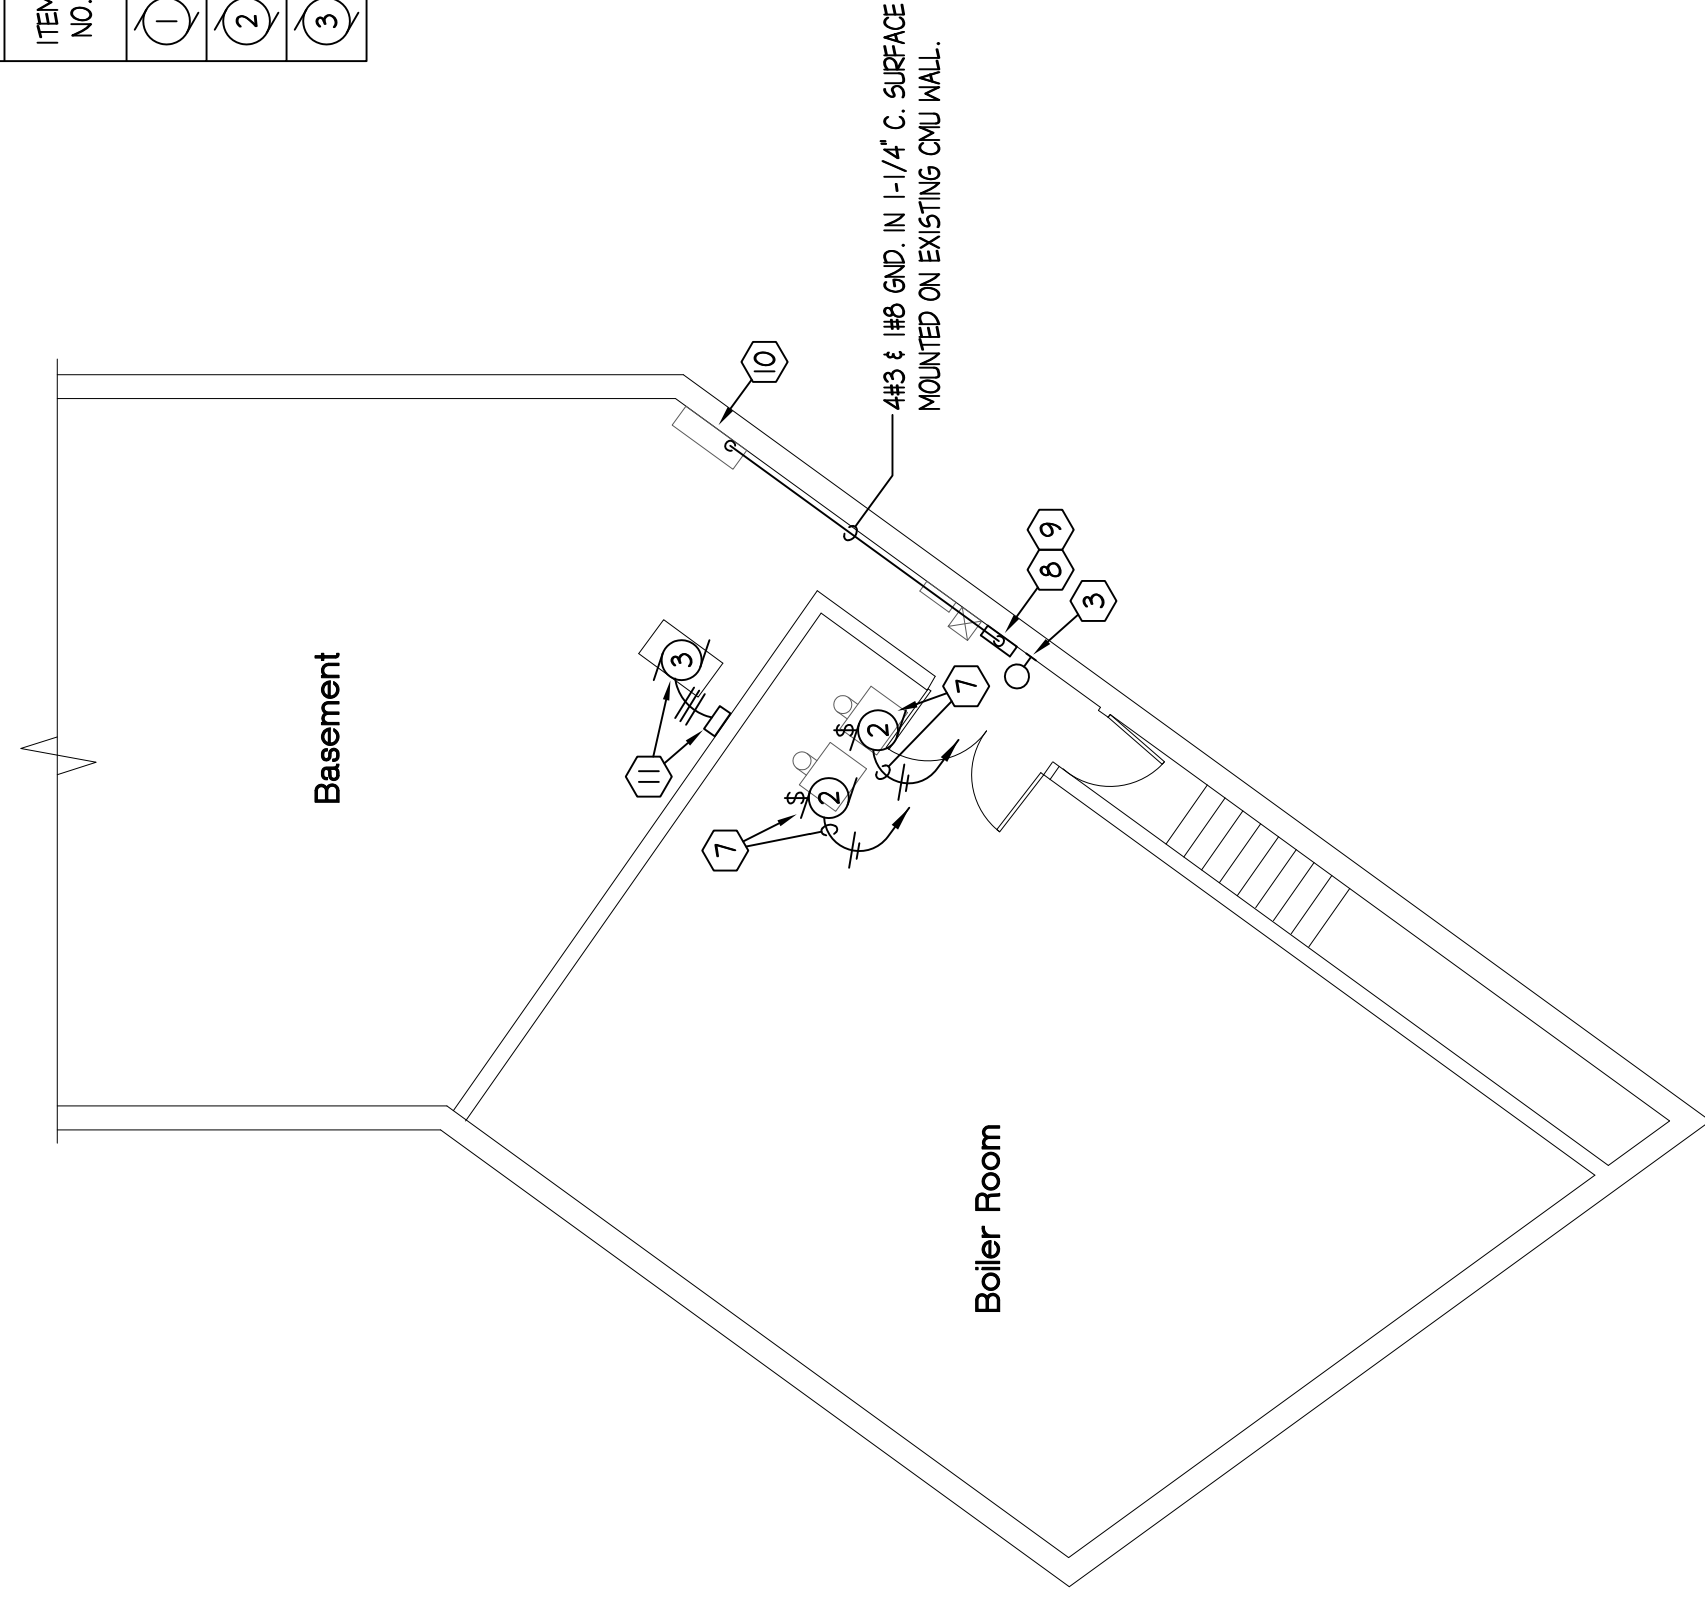 ITEM
NO.
1
2
3
Basement
Boiler Room
4#3 & 1#8 GND. IN 1-1/4" C. SURFACE
MOUNTED ON EXISTING CMU WALL.
10
9
8
3
3
11
7
$
2
$
2
7